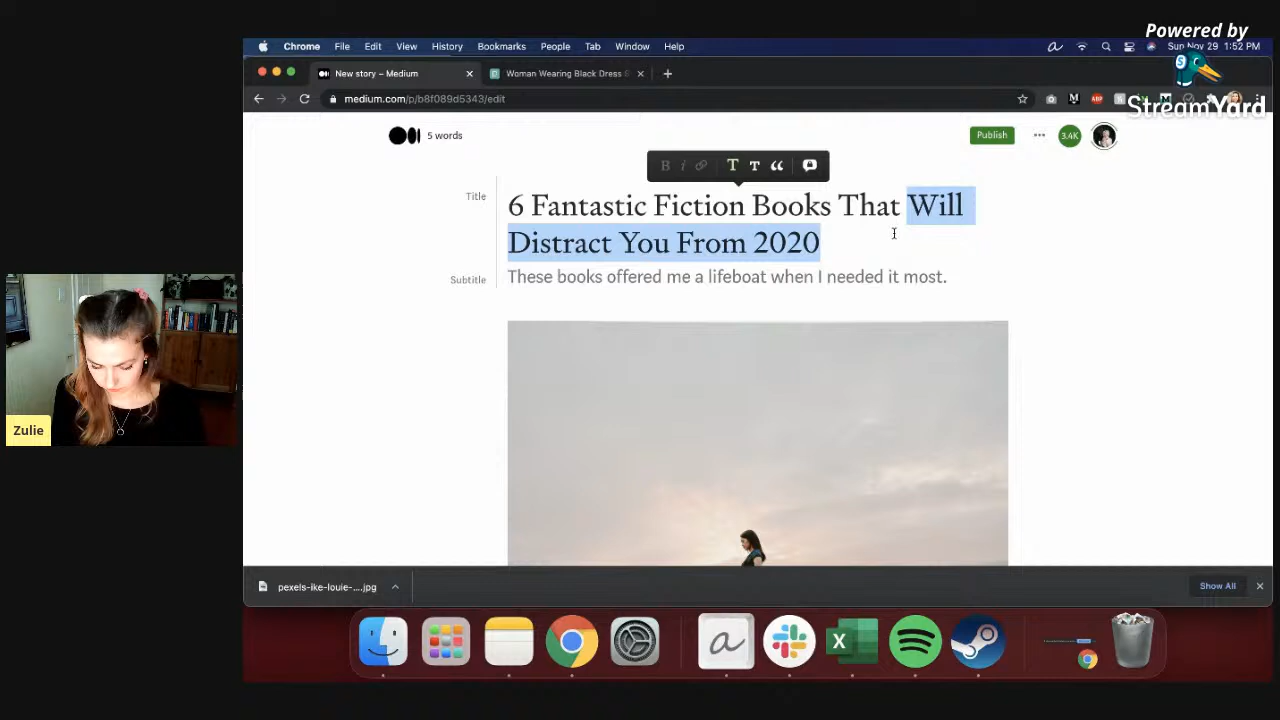 Powered by
StreamYard
Chrome File Edit View History Bookmarks People Tab Window Help
Sun Nov 29 1:52 PM
New story – Medium
Woman Wearing Black Dress
medium.com/p/b8f089d5343/edit
5 words
Publish
3.4K
Title
6 Fantastic Fiction Books That Will
Distract You From 2020
Subtitle
These books offered me a lifeboat when I needed it most.
Zulie
pexels-ike-louie-....jpg
Show All